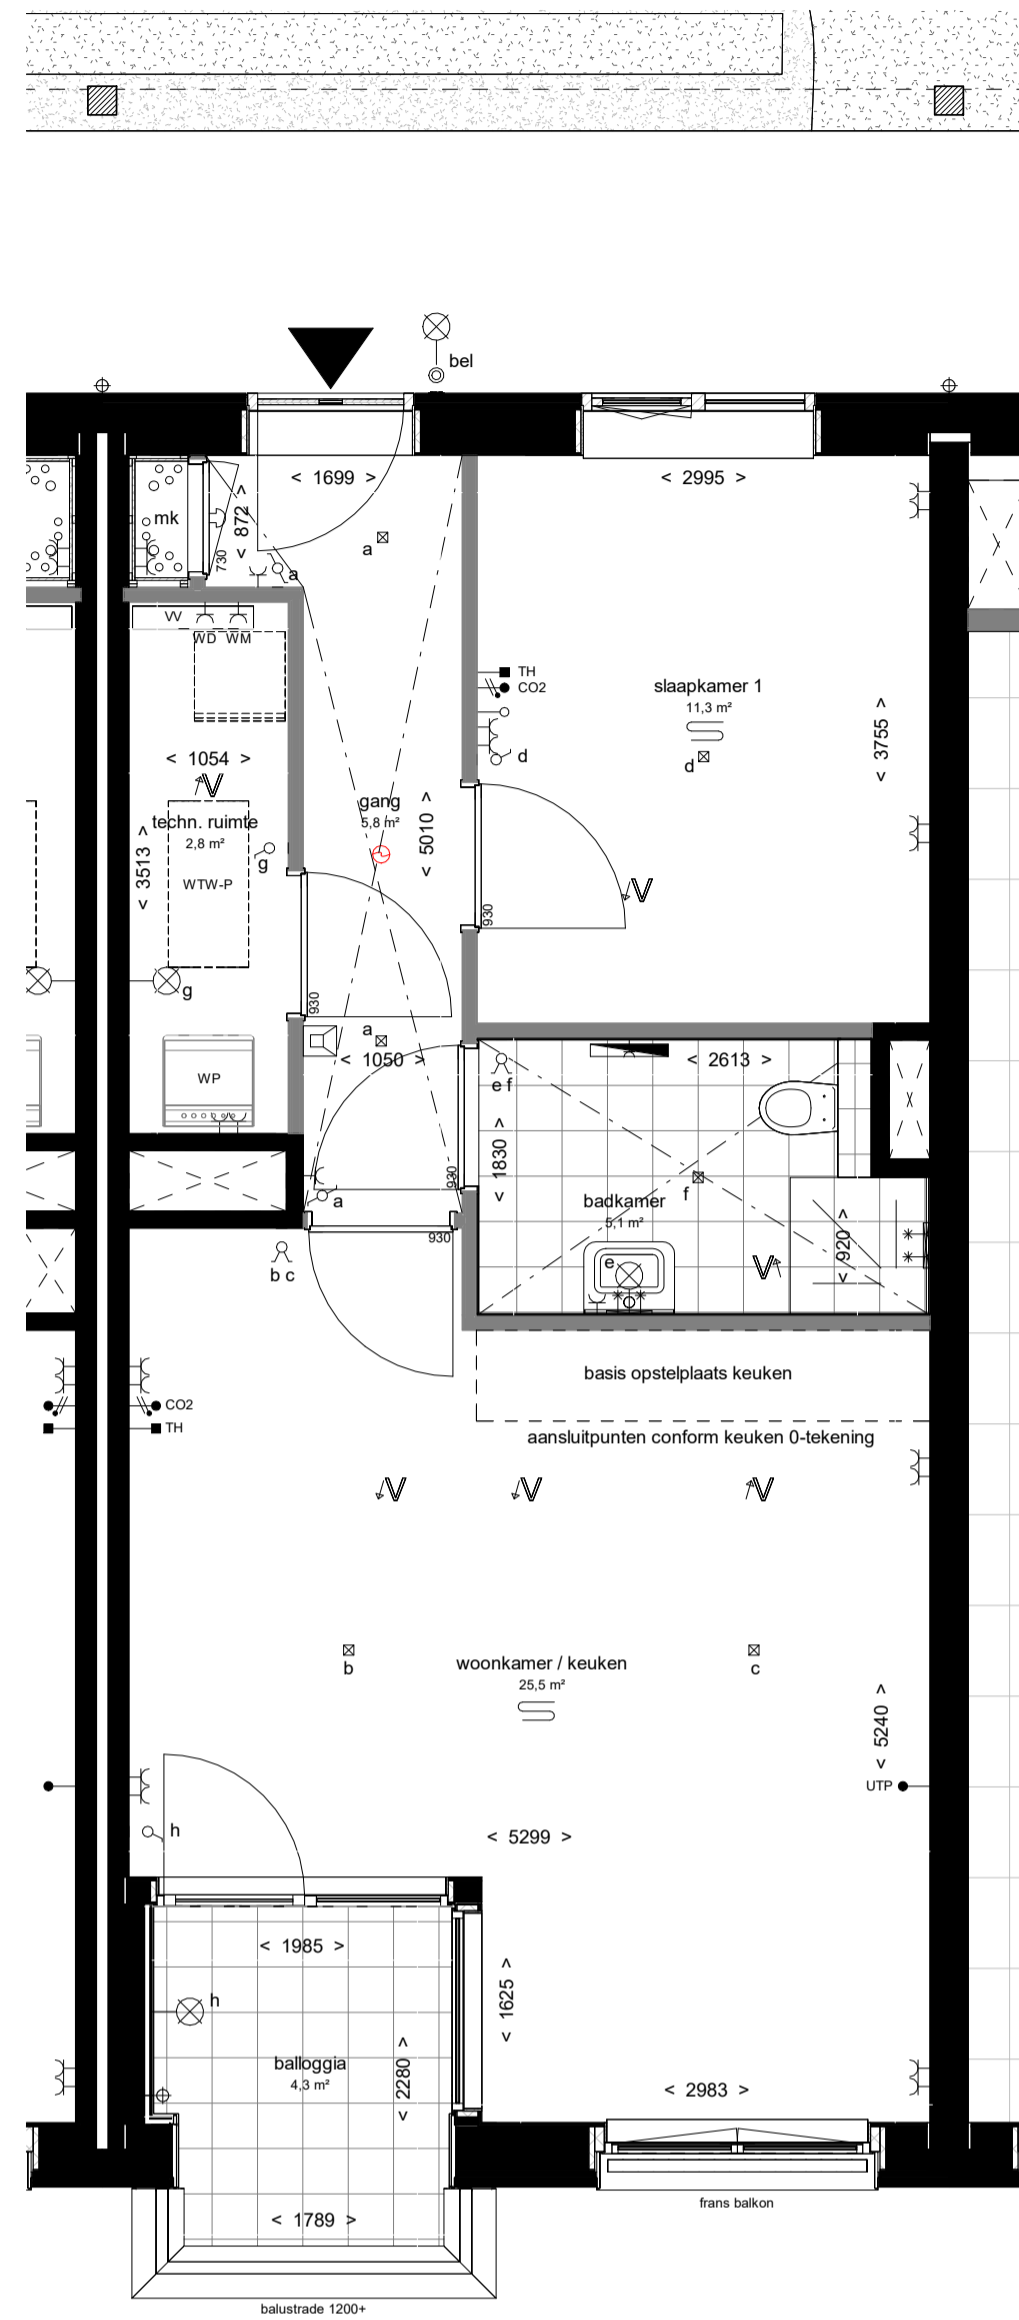 bel
< 1699 >
< 2995 >
mk
< 872 >
730
a
a
VV
WD WM
TH
CO2
slaapkamer 1
11,3 m²
d
d
< 3755 >
< 1054 >
V
techn. ruimte
2,8 m²
gang
5,8 m²
< 5010 >
< 3513 >
g
WTW-P
V
930
g
930
a
< 1050 >
< 2613 >
WP
e f
< 1830 >
930
a
f
badkamer
5,1 m²
930
< 920 >
b c
e
V
basis opstelplaats keuken
CO2
TH
aansluitpunten conform keuken 0-tekening
V
V
V
b
woonkamer / keuken
25,5 m²
c
< 5240 >
UTP
h
< 5299 >
< 1985 >
h
< 1625 >
balloggia
4,3 m²
< 2280 >
< 2983 >
frans balkon
< 1789 >
balustrade 1200+